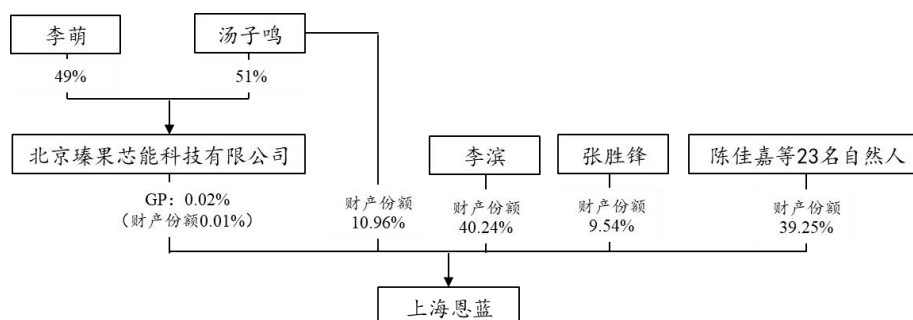 李萌
汤子鸣
49%
51%
北京瑧果芯能科技有限公司
李滨
张胜锋
陈佳嘉等23名自然人
GP：0.02%
（财产份额0.01%）
财产份额
10.96%
财产份额
40.24%
财产份额
9.54%
财产份额
39.25%
上海恩蓝